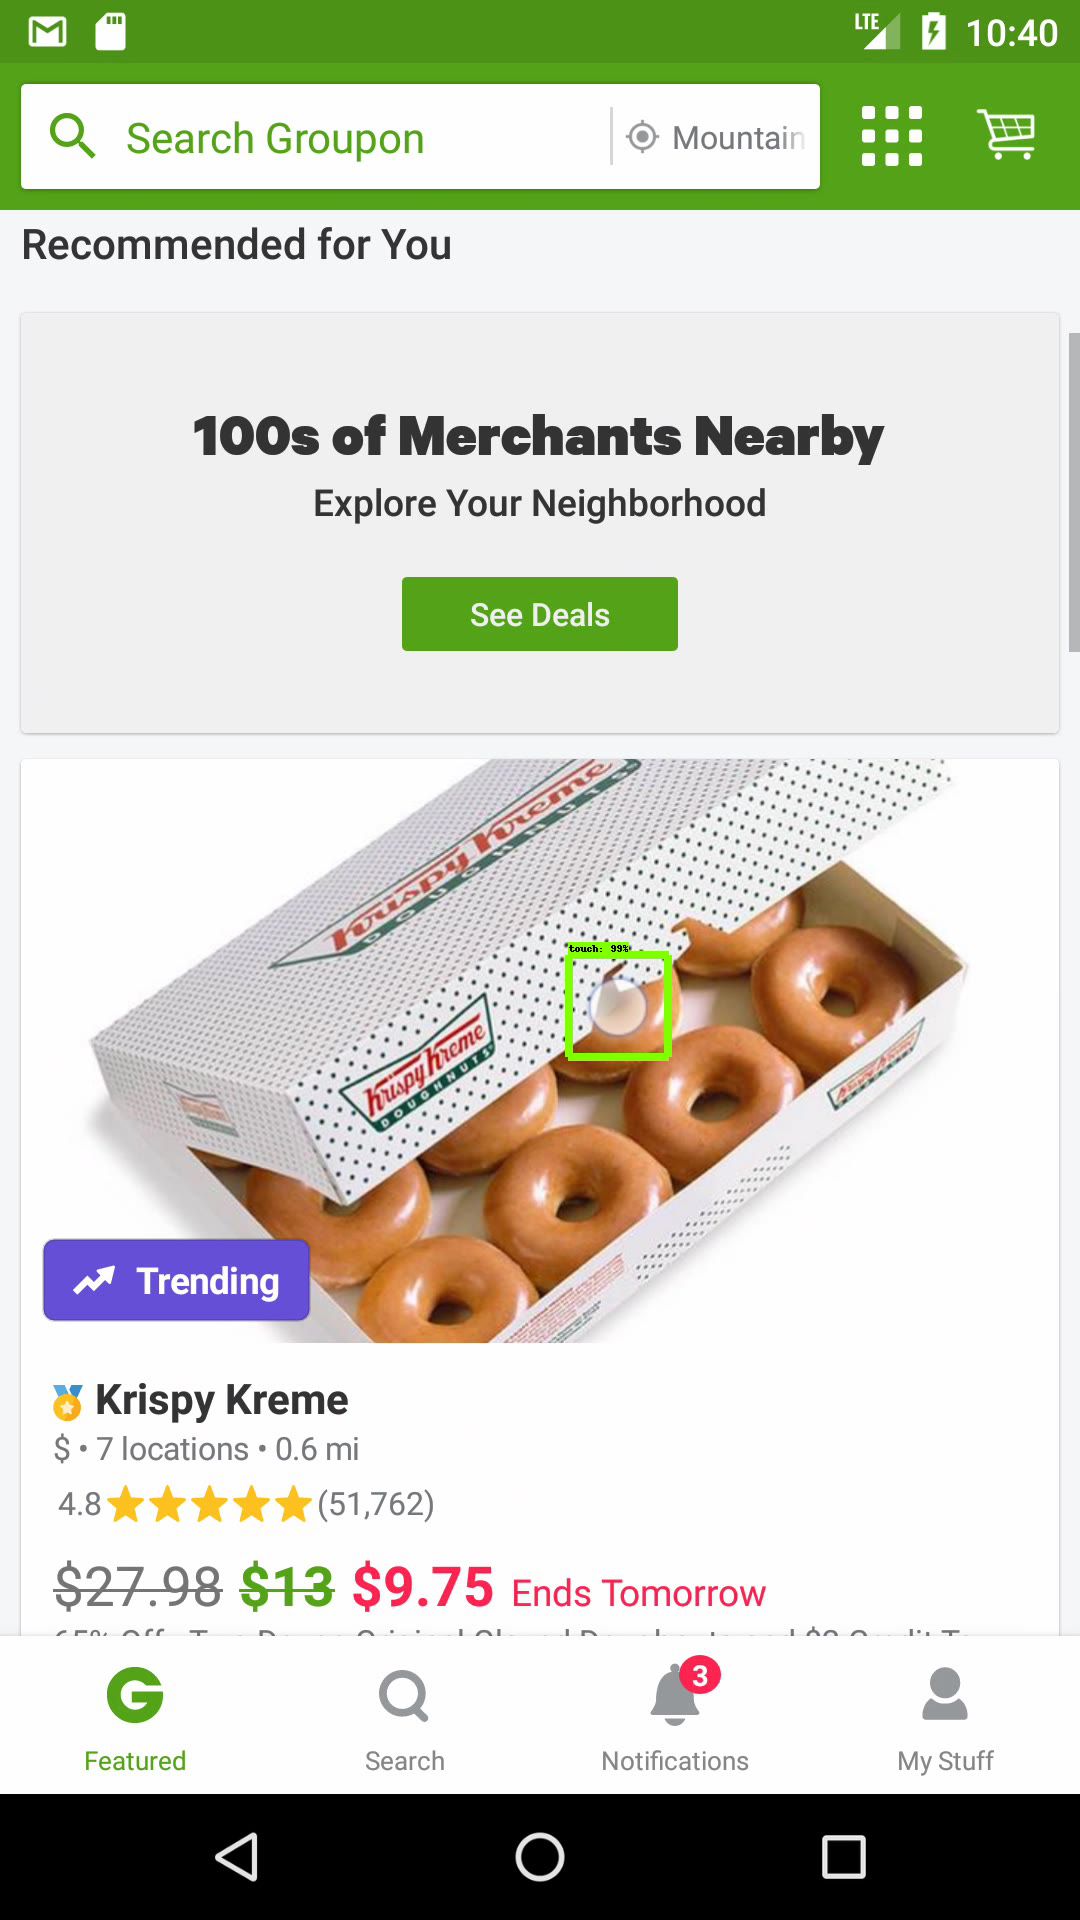 LTE 10:40
Search Groupon Mountain
Recommended for You
100s of Merchants Nearby
Explore Your Neighborhood
See Deals
Krispy Kreme
DOUGHNUTS
touch: 99%
Krispy Kreme
DOUGHNUTS
Krispy Kreme
Trending
Krispy Kreme
$ • 7 locations • 0.6 mi
4.8 (51,762)
$27.98 $13 $9.75 Ends Tomorrow
3
Featured Search Notifications My Stuff